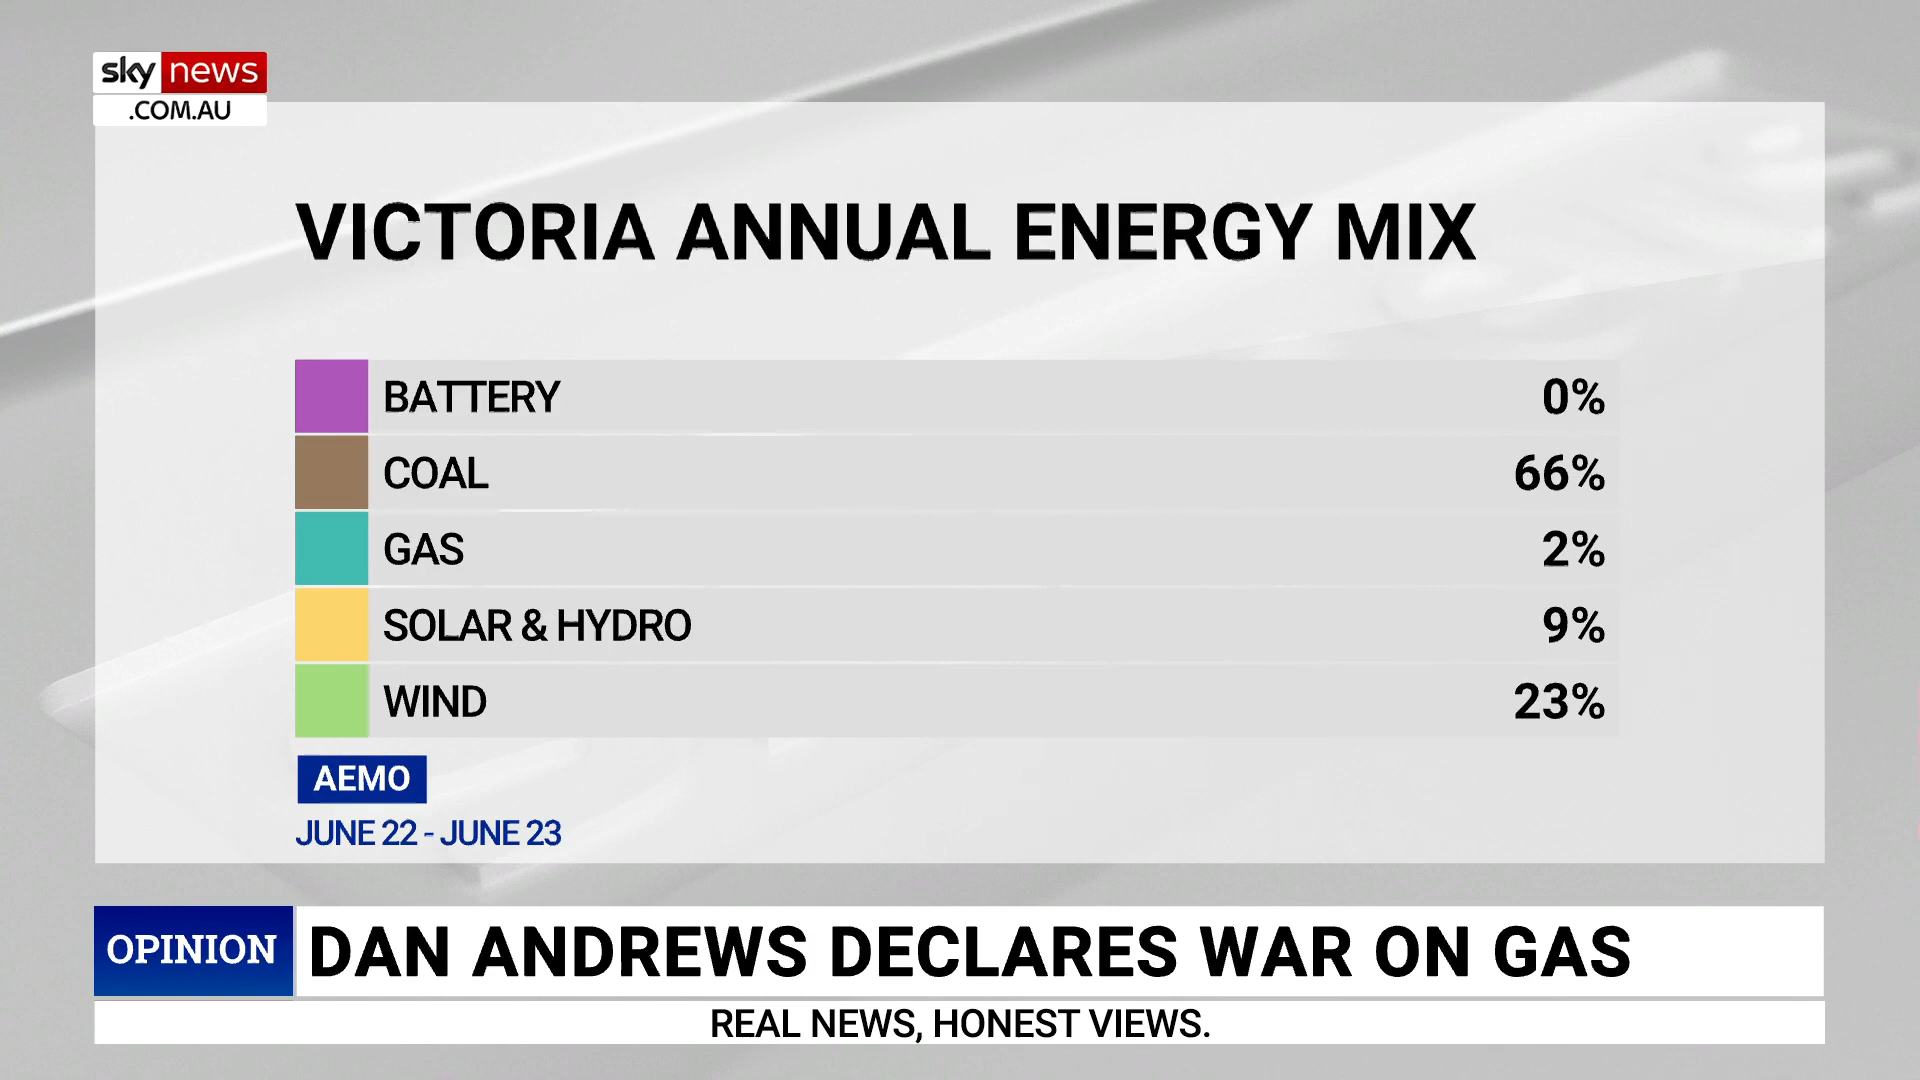 sky news
.COM.AU
VICTORIA ANNUAL ENERGY MIX
BATTERY 0%
COAL 66%
GAS 2%
SOLAR & HYDRO 9%
WIND 23%
AEMO
JUNE 22 - JUNE 23
OPINION DAN ANDREWS DECLARES WAR ON GAS
REAL NEWS, HONEST VIEWS.